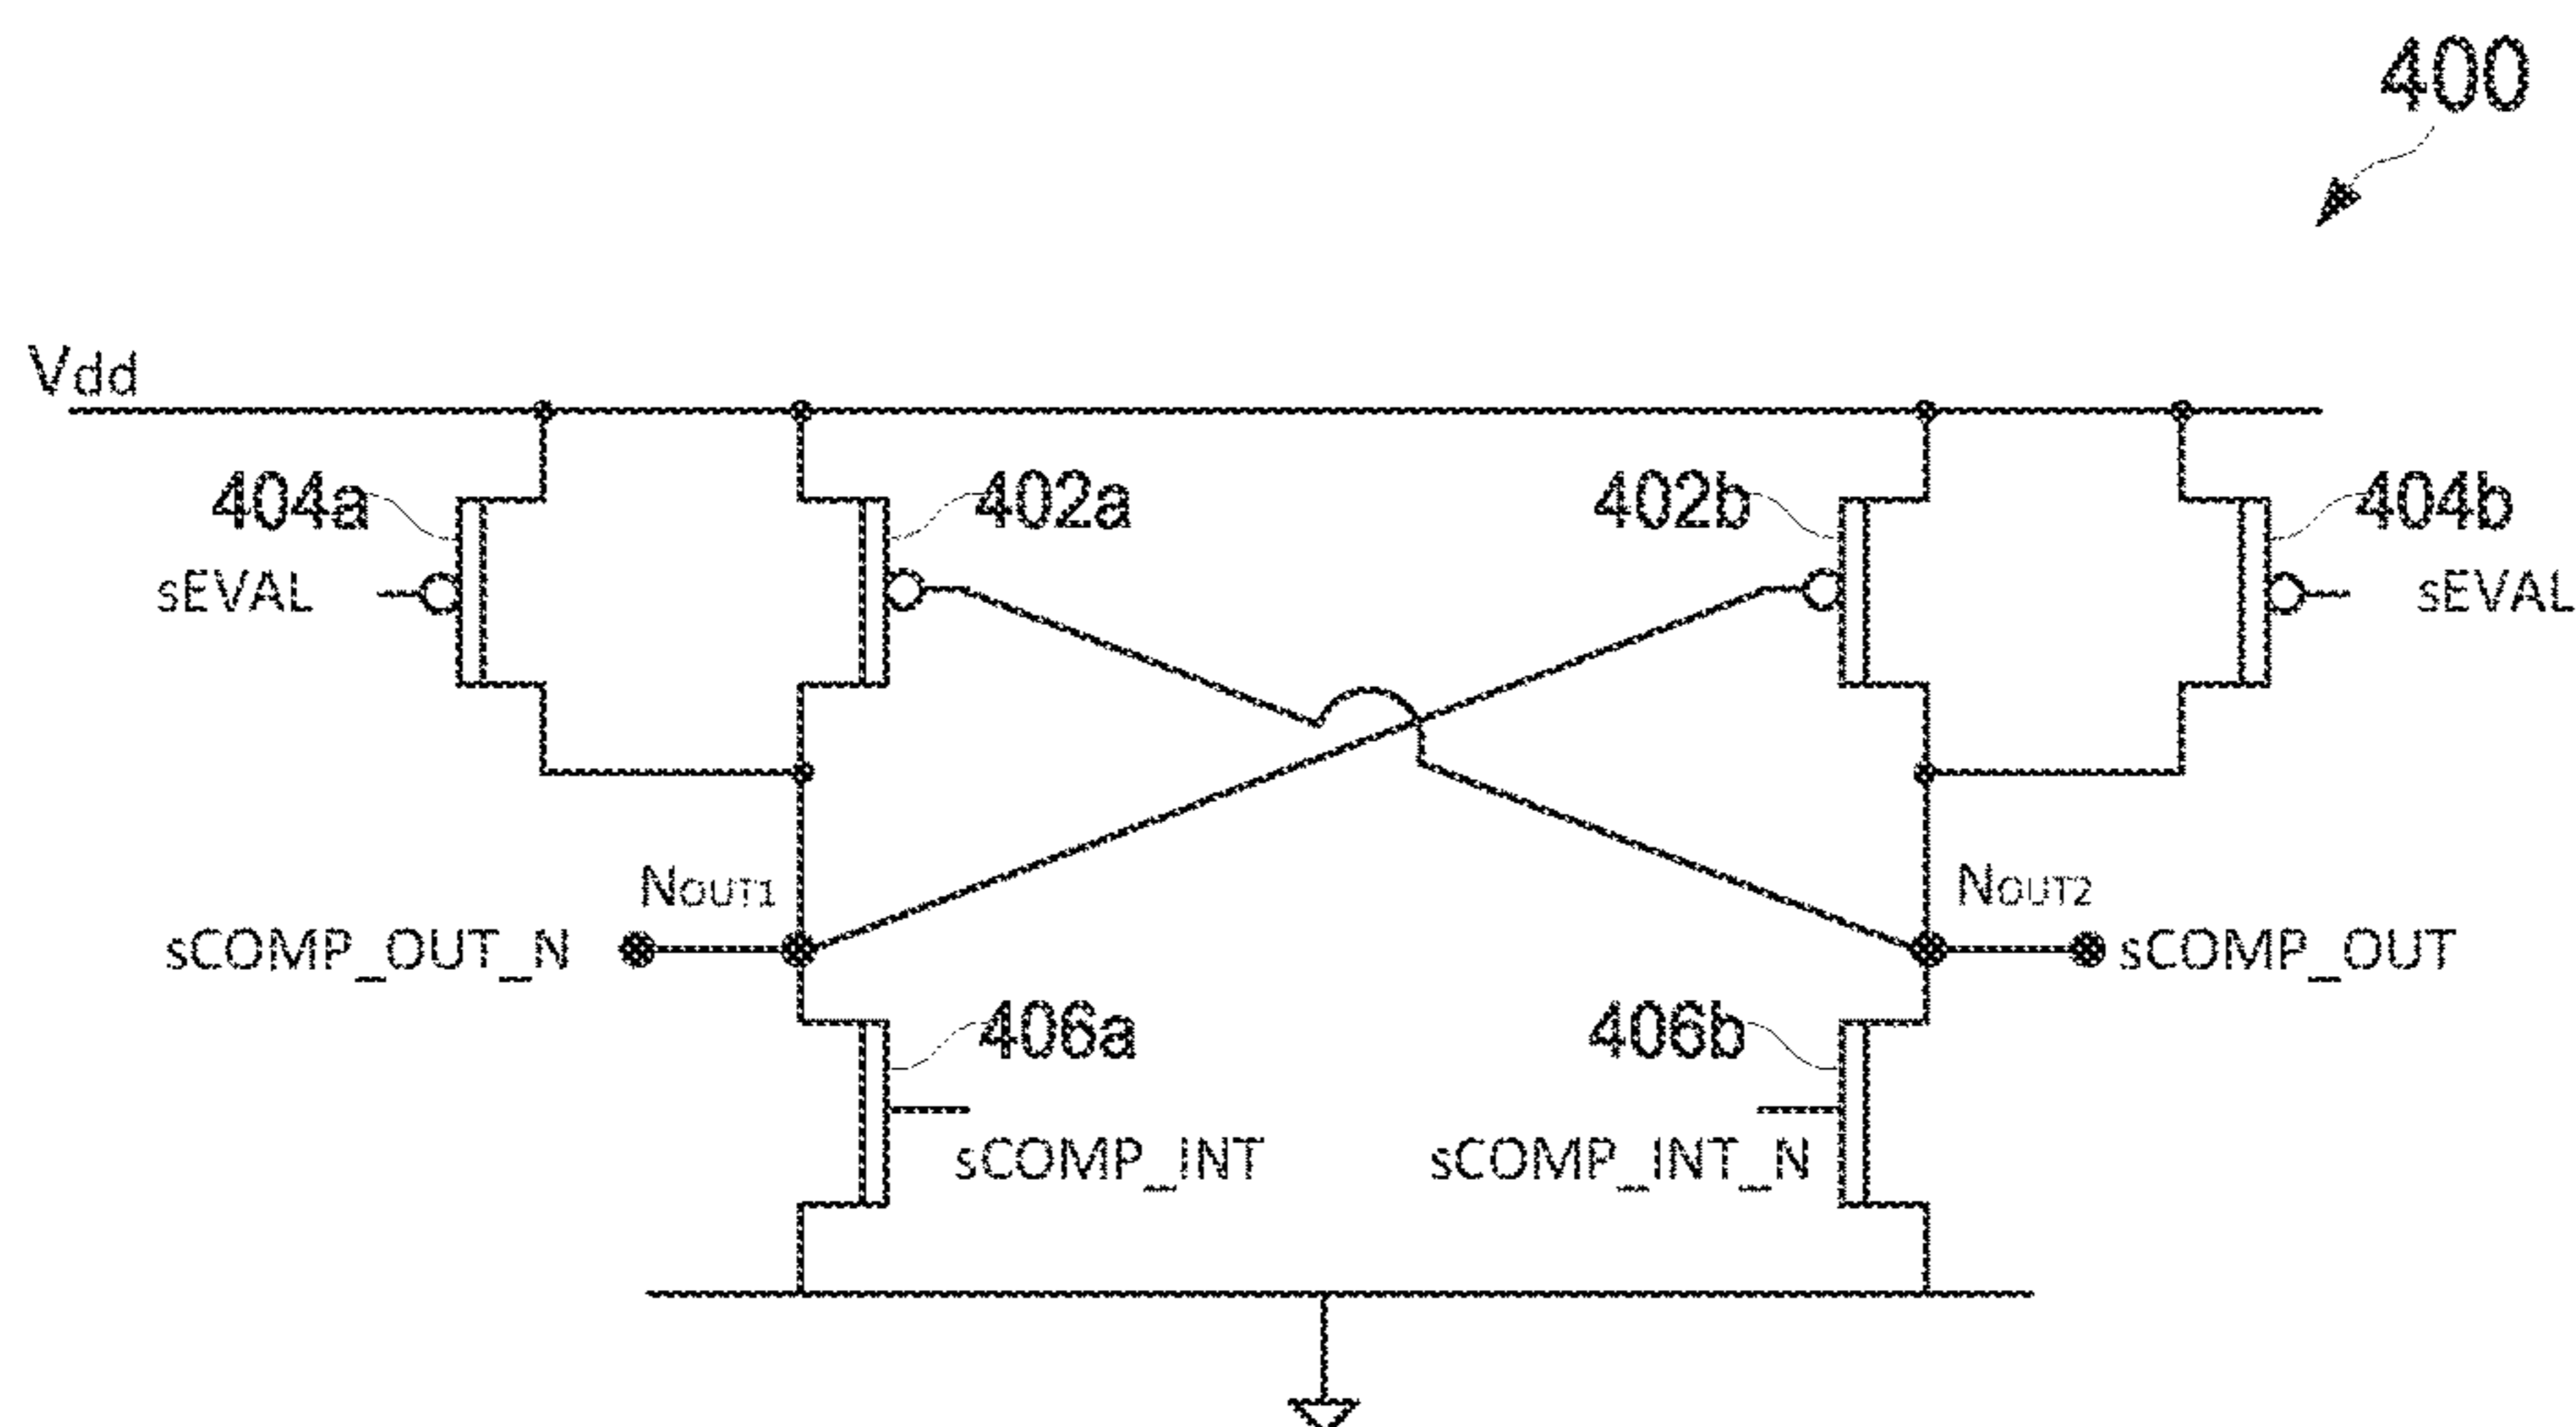 400
Vdd
404a 402a 402b 404b
sEVAL sEVAL
NOUT1 NOUT2
sCOMP_OUT_N sCOMP_OUT
406a 406b
sCOMP_INT sCOMP_INT_N